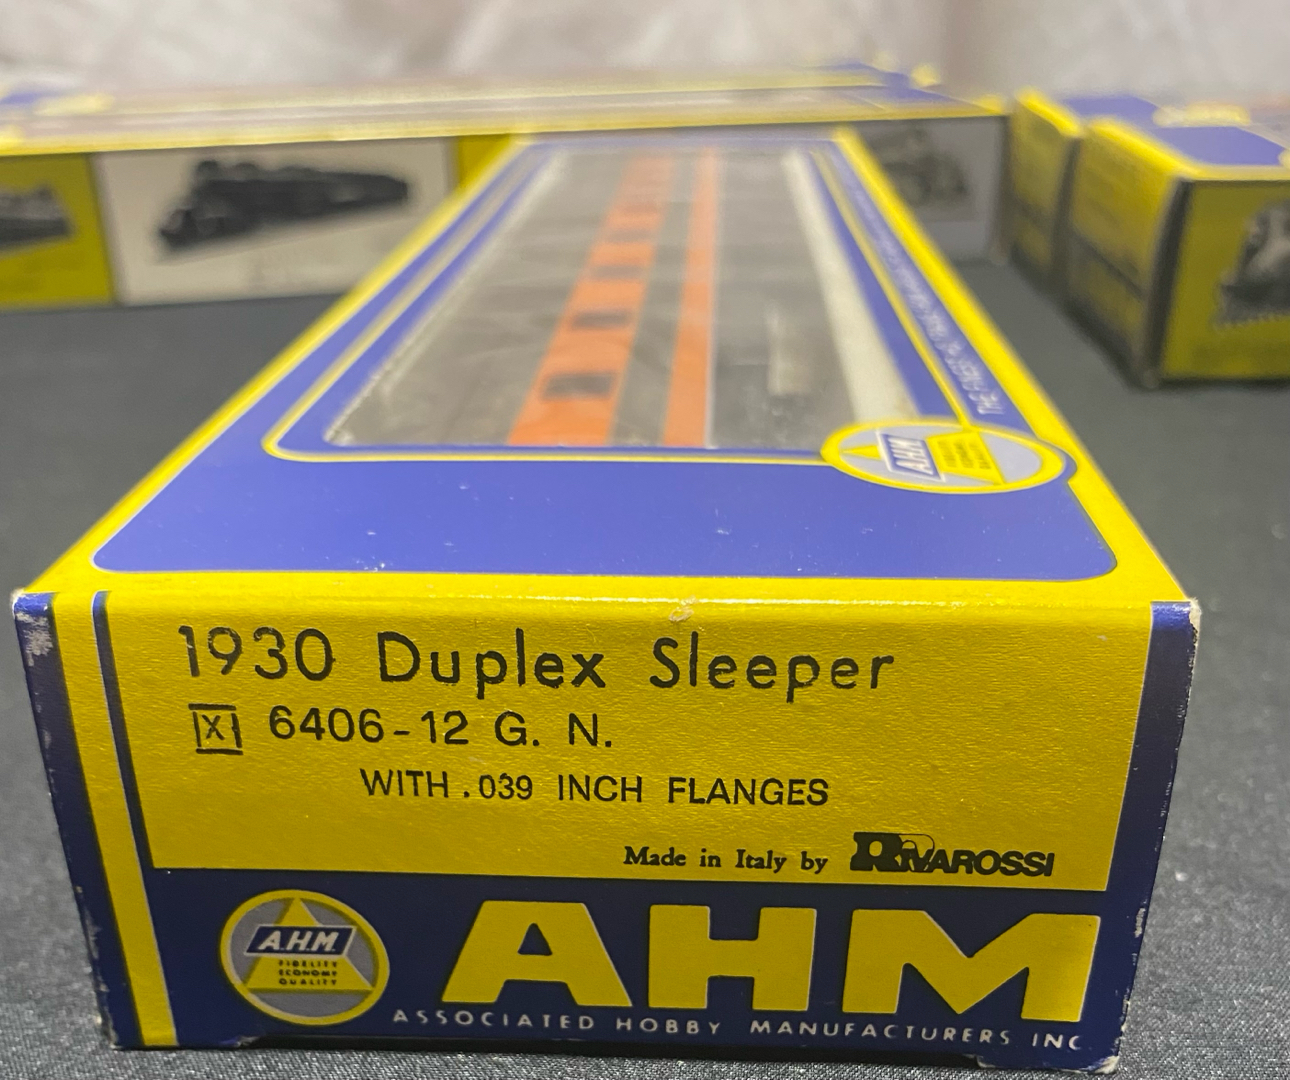 AHM
1930 Duplex Sleeper
X 6406-12 G. N.
WITH .039 INCH FLANGES
Made in Italy by RIVAROSSI
A.H.M.
FIDELITY
ECONOMY
QUALITY
AHM
ASSOCIATED HOBBY MANUFACTURERS INC